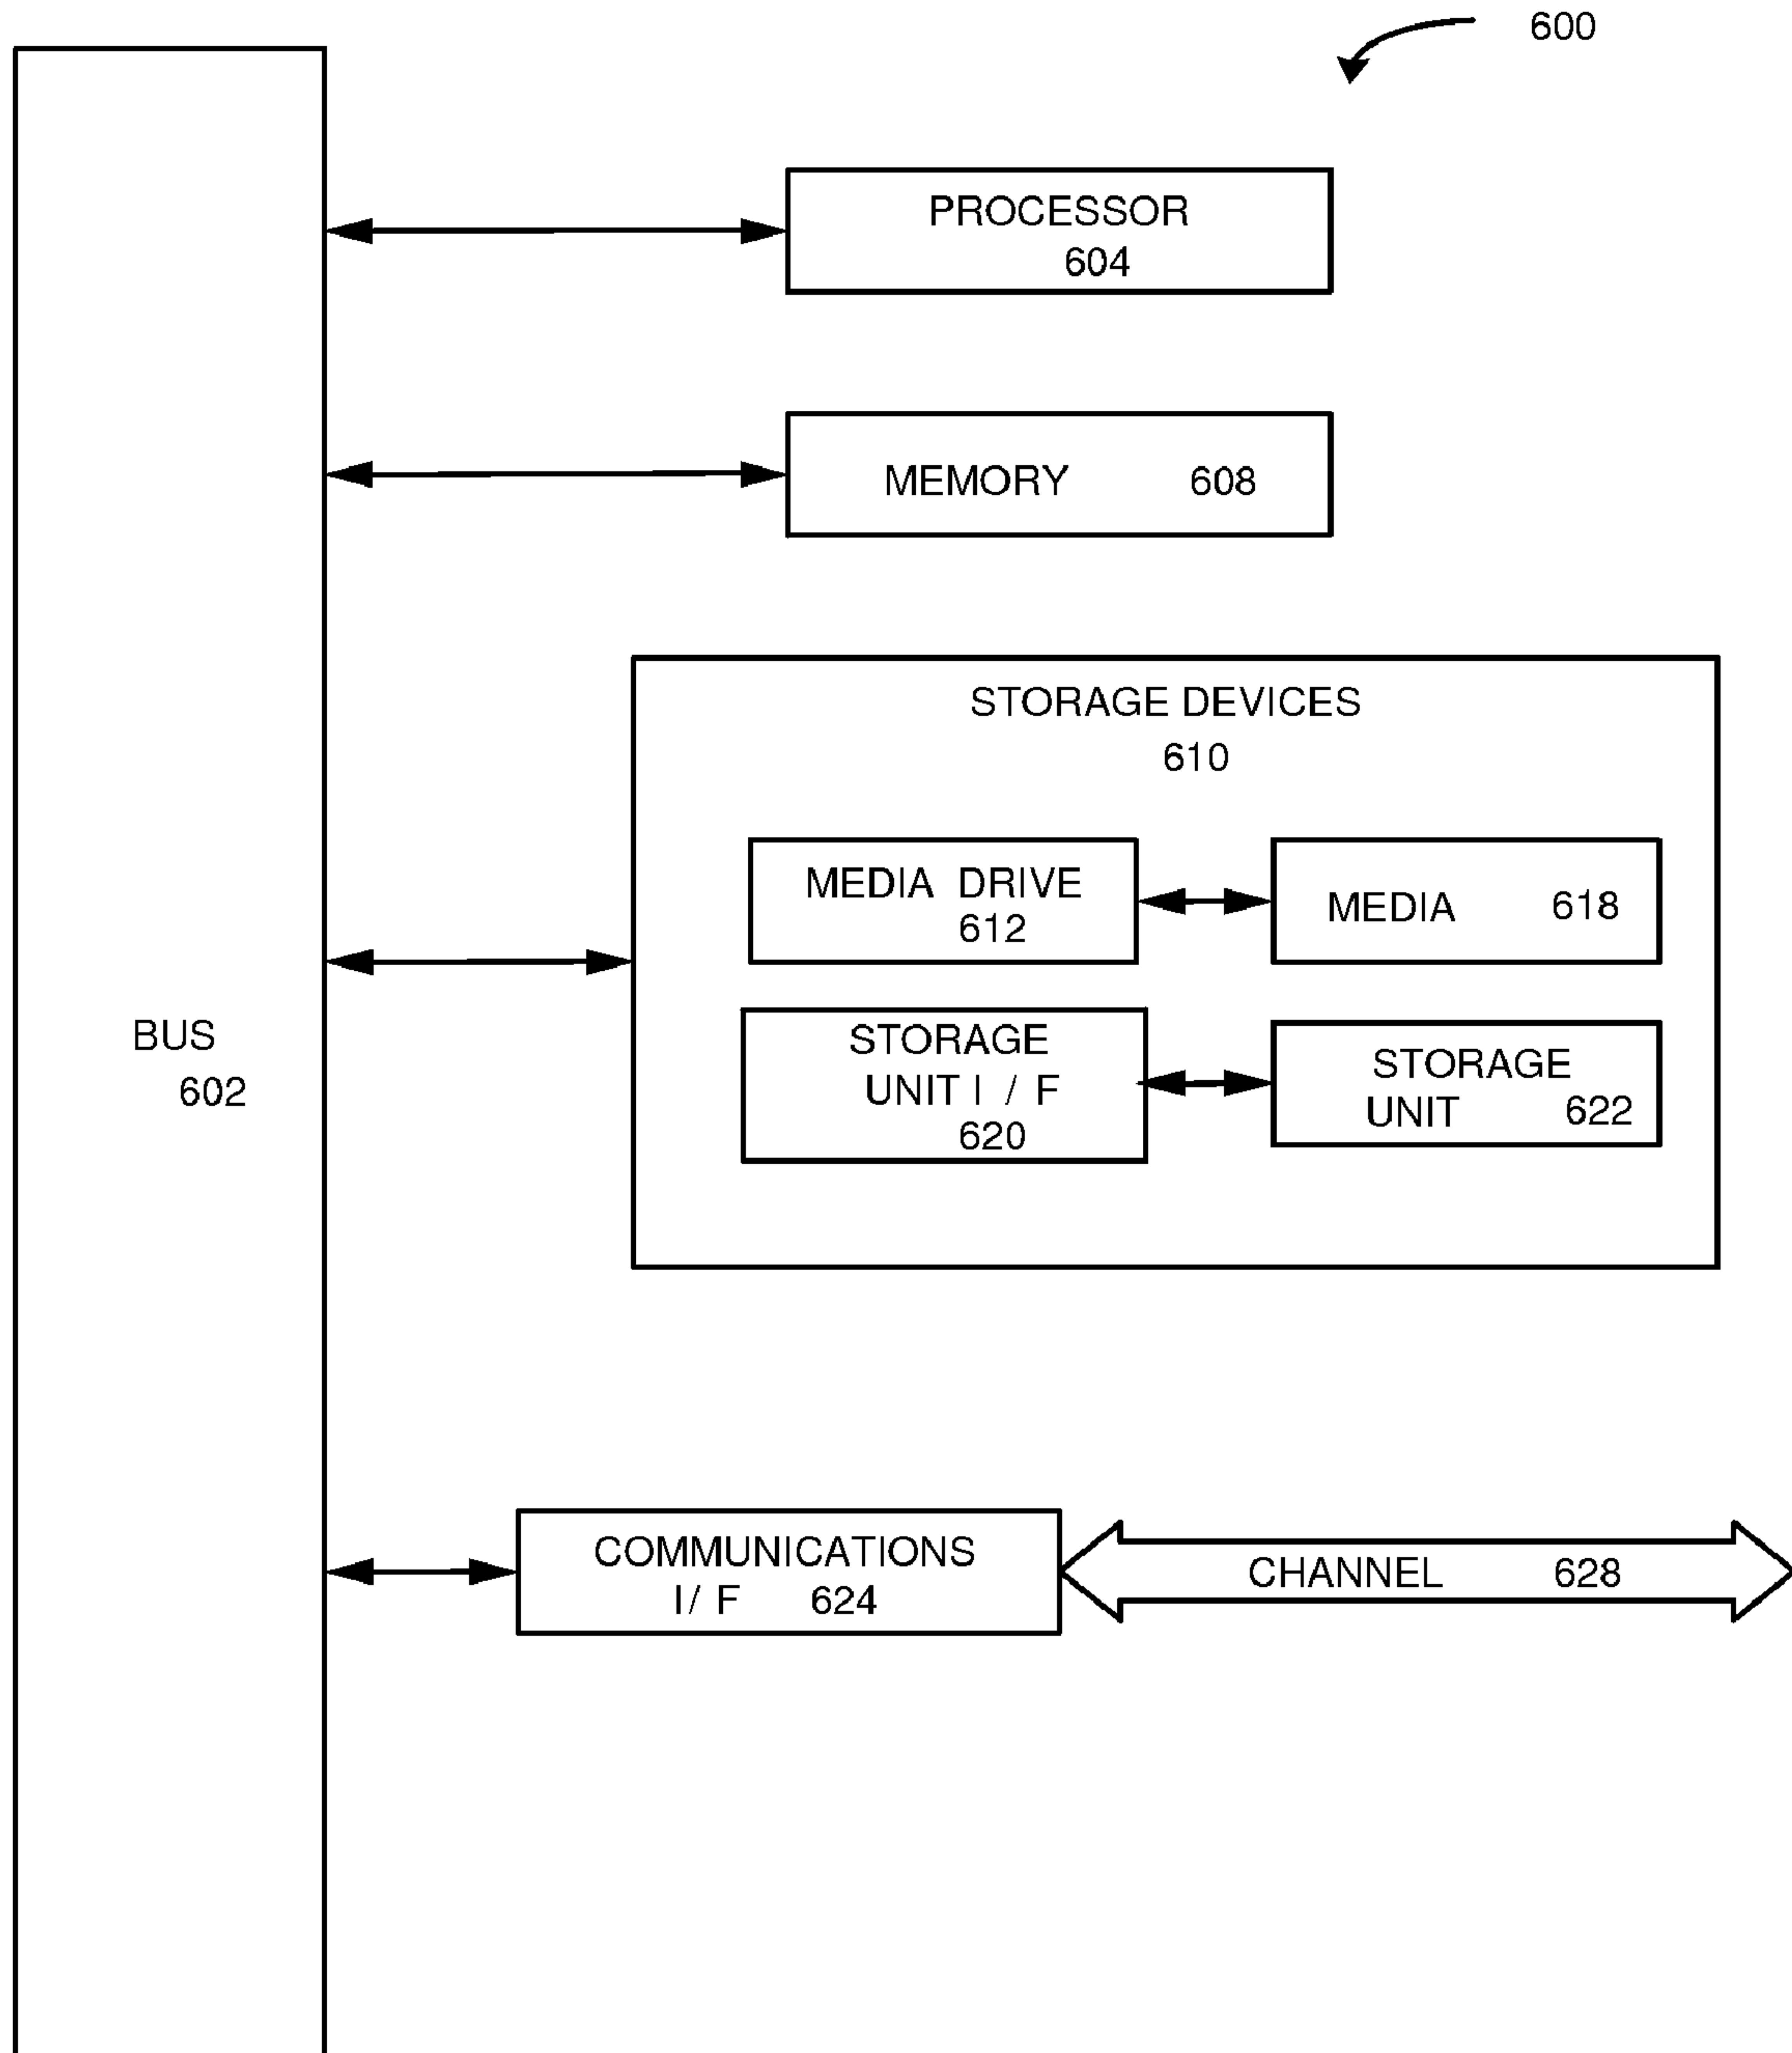 600
PROCESSOR
604
MEMORY 608
STORAGE DEVICES
610
MEDIA DRIVE
612
MEDIA 618
STORAGE
UNIT I / F
620
STORAGE
UNIT 622
BUS
602
COMMUNICATIONS
I/ F 624
CHANNEL 628